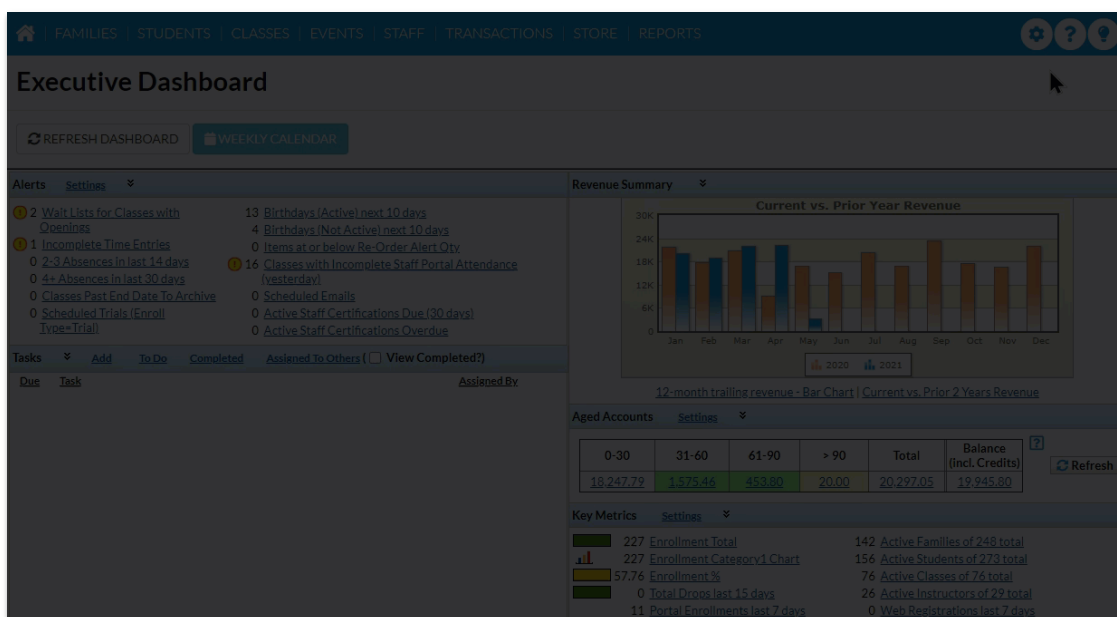 FAMILIES | STUDENTS | CLASSES | EVENTS | STAFF | TRANSACTIONS | STORE | REPORTS
Executive Dashboard
REFRESH DASHBOARD WEEKLY CALENDAR
Alerts Settings
2 Wait Lists for Classes with
Openings
1 Incomplete Time Entries
0 2-3 Absences in last 14 days
0 4+ Absences in last 30 days
0 Classes Past End Date To Archive
0 Scheduled Trials (Enroll
Type=Trial)
13 Birthdays (Active) next 10 days
4 Birthdays (Not Active) next 10 days
0 Items at or below Re-Order Alert Qty
16 Classes with Incomplete Staff Portal Attendance
(yesterday)
0 Scheduled Emails
0 Active Staff Certifications Due (30 days)
0 Active Staff Certifications Overdue
Tasks Add To Do Completed Assigned To Others ( View Completed?)
Due Task Assigned By
Revenue Summary
Current vs. Prior Year Revenue
30K
24K
18K
12K
6K
0
Jan Feb Mar Apr May Jun Jul Aug Sep Oct Nov Dec
2020 2021
12-month trailing revenue - Bar Chart | Current vs. Prior 2 Years Revenue
Aged Accounts Settings
?
0-30 31-60 61-90 > 90 Total Balance
(incl. Credits)
Refresh
18,247.79 1,575.46 453.80 20.00 20,297.05 19,945.80
Key Metrics Settings
227 Enrollment Total
227 Enrollment Category1 Chart
57.76 Enrollment %
0 Total Drops last 15 days
11 Portal Enrollments last 7 days
142 Active Families of 248 total
156 Active Students of 273 total
76 Active Classes of 76 total
26 Active Instructors of 29 total
0 Web Registrations last 7 days